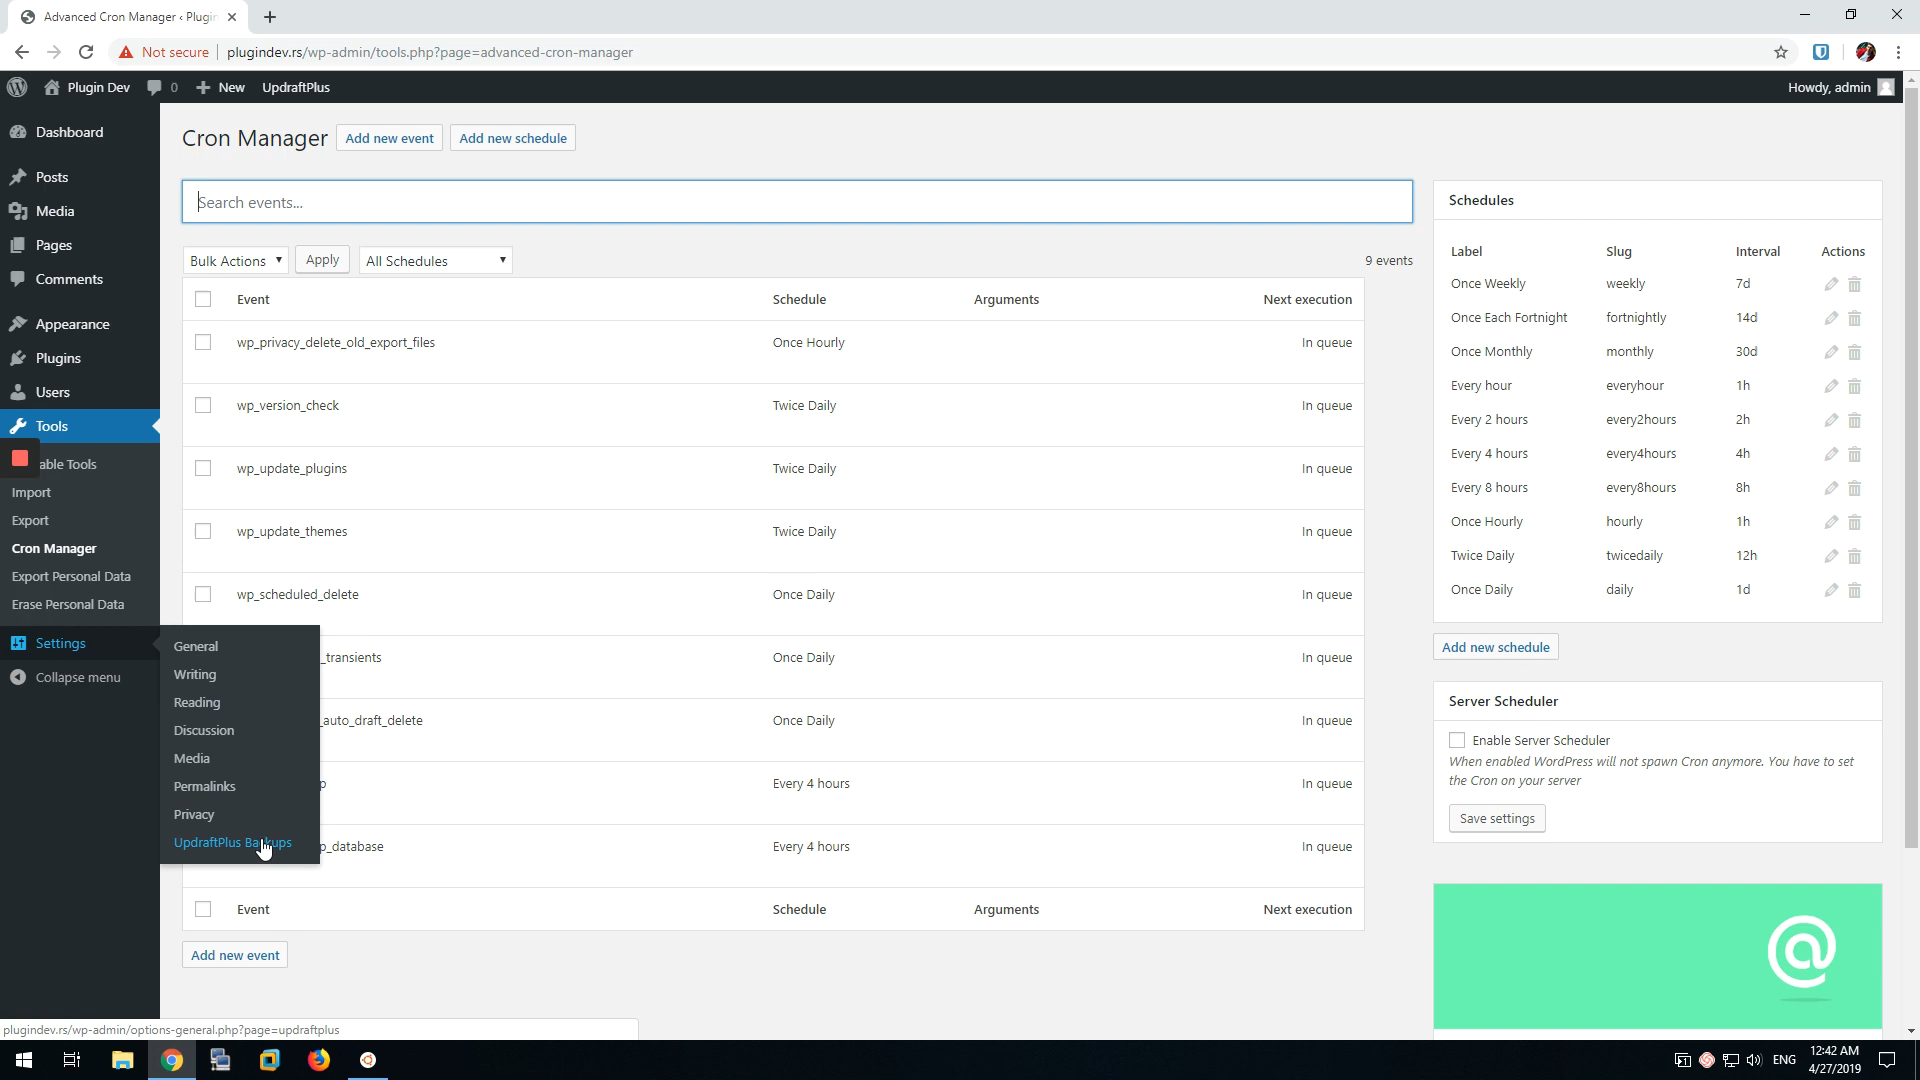 Advanced Cron Manager ‹ Plugin
Not secure
plugindev.rs/wp-admin/tools.php?page=advanced-cron-manager
Plugin Dev
0
New
UpdraftPlus
Howdy, admin
Dashboard
Posts
Media
Pages
Comments
Appearance
Plugins
Users
Tools
able Tools
Import
Export
Cron Manager
Export Personal Data
Erase Personal Data
Settings
Collapse menu
General
Writing
Reading
Discussion
Media
Permalinks
Privacy
UpdraftPlus Backups
Cron Manager
Add new event
Add new schedule
Search events...
Bulk Actions
Apply
All Schedules
9 events
Event Schedule Arguments Next execution
wp_privacy_delete_old_export_files Once Hourly In queue
wp_version_check Twice Daily In queue
wp_update_plugins Twice Daily In queue
wp_update_themes Twice Daily In queue
wp_scheduled_delete Once Daily In queue
_transients Once Daily In queue
_auto_draft_delete Once Daily In queue
p Every 4 hours In queue
p_database Every 4 hours In queue
Event Schedule Arguments Next execution
Add new event
Schedules
Label Slug Interval Actions
Once Weekly weekly 7d
Once Each Fortnight fortnightly 14d
Once Monthly monthly 30d
Every hour everyhour 1h
Every 2 hours every2hours 2h
Every 4 hours every4hours 4h
Every 8 hours every8hours 8h
Once Hourly hourly 1h
Twice Daily twicedaily 12h
Once Daily daily 1d
Add new schedule
Server Scheduler
Enable Server Scheduler
When enabled WordPress will not spawn Cron anymore. You have to set
the Cron on your server
Save settings
@
plugindev.rs/wp-admin/options-general.php?page=updraftplus
ENG
12:42 AM
4/27/2019